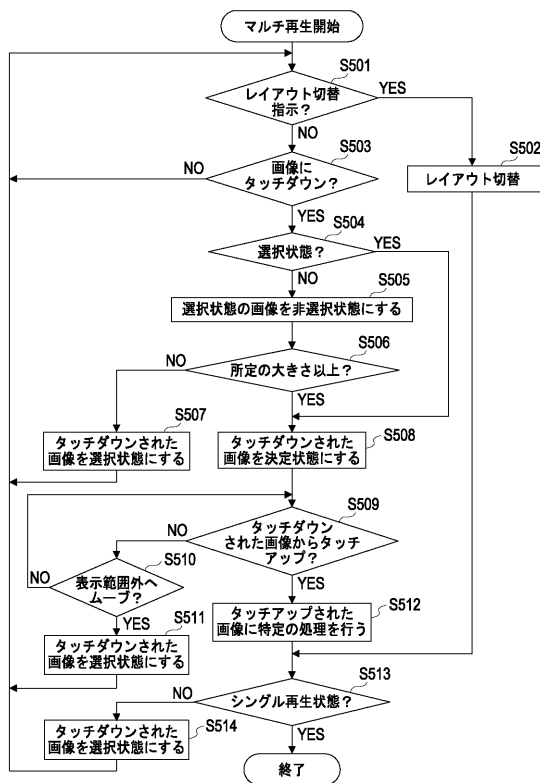 マルチ再生開始
S501
レイアウト切替
指示?
YES
NO
S502
レイアウト切替
S503
画像に
タッチダウン?
NO
YES
S504
選択状態?
YES
NO
S505
選択状態の画像を非選択状態にする
S506
所定の大きさ以上?
NO
YES
S507
タッチダウンされた
画像を選択状態にする
S508
タッチダウンされた
画像を決定状態にする
S509
タッチダウン
された画像からタッチ
アップ?
NO
YES
S510
表示範囲外へ
ムーブ?
NO
YES
S511
タッチダウンされた
画像を選択状態にする
S512
タッチアップされた
画像に特定の処理を行う
S513
シングル再生状態?
NO
YES
S514
タッチダウンされた
画像を選択状態にする
終了